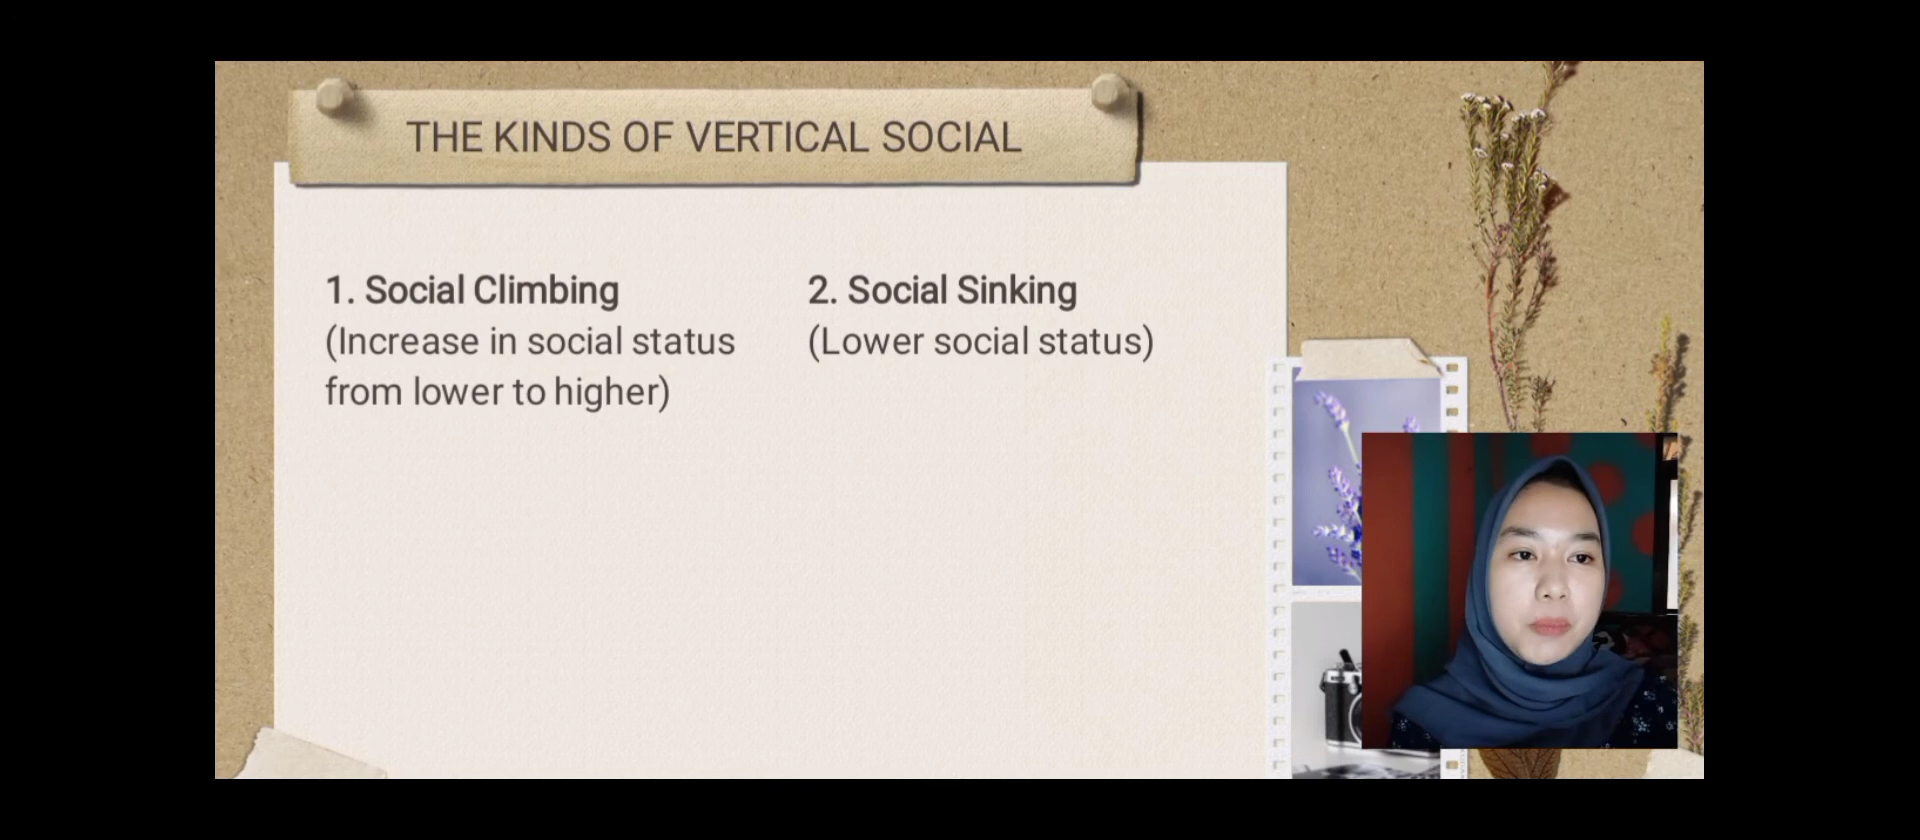 THE KINDS OF VERTICAL SOCIAL
1. Social Climbing
(Increase in social status
from lower to higher)
2. Social Sinking
(Lower social status)